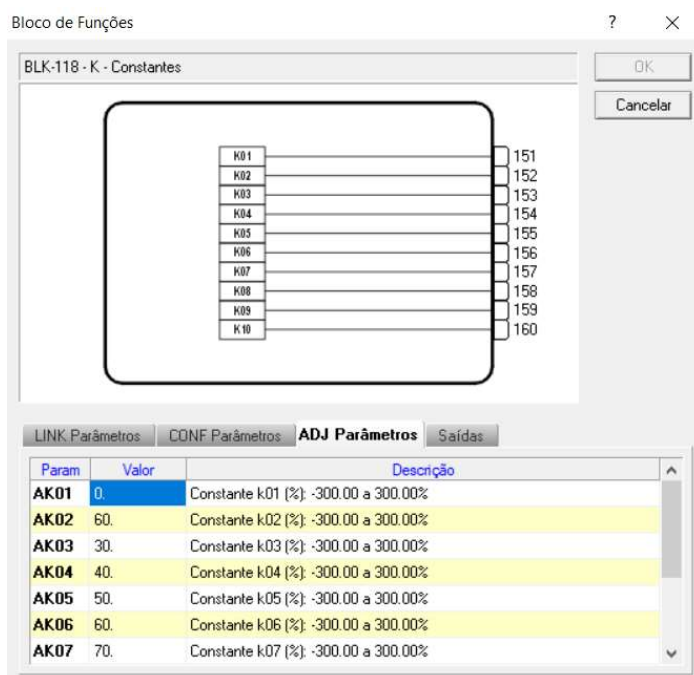 Bloco de Funções ? ×
BLK-118 - K - Constantes
OK
Cancelar
K01 151
K02 152
K03 153
K04 154
K05 155
K06 156
K07 157
K08 158
K09 159
K10 160
LINK Parâmetros CONF Parâmetros ADJ Parâmetros Saídas
Param Valor Descrição
AK01 0. Constante k01 (%): -300.00 a 300.00%
AK02 60. Constante k02 (%): -300.00 a 300.00%
AK03 30. Constante k03 (%): -300.00 a 300.00%
AK04 40. Constante k04 (%): -300.00 a 300.00%
AK05 50. Constante k05 (%): -300.00 a 300.00%
AK06 60. Constante k06 (%): -300.00 a 300.00%
AK07 70. Constante k07 (%): -300.00 a 300.00%